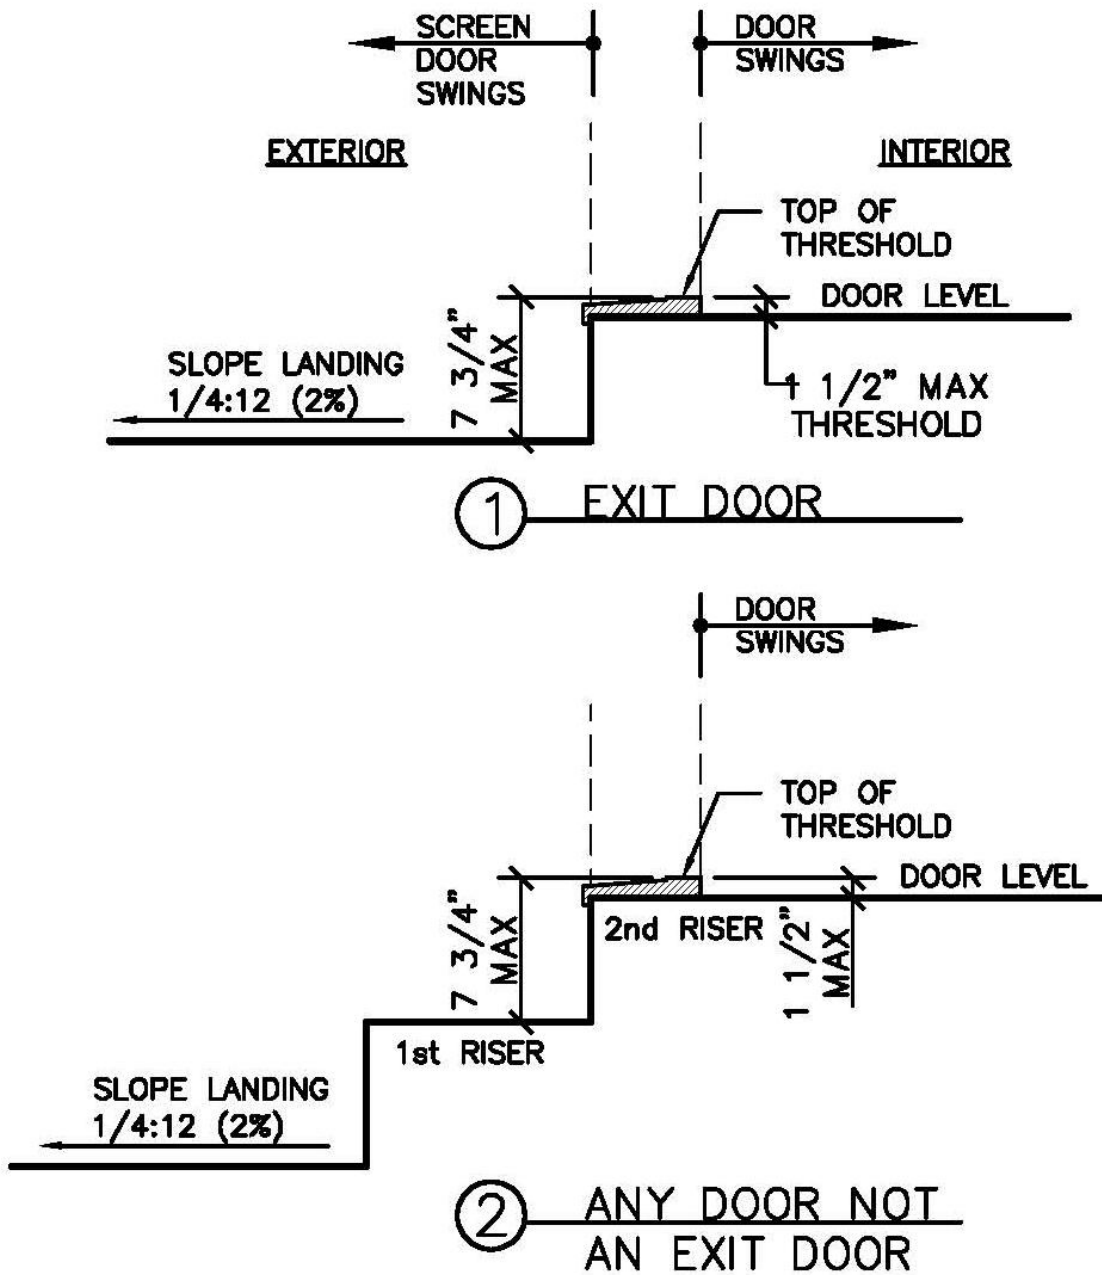 SCREEN
DOOR
SWINGS
DOOR
SWINGS
EXTERIOR
INTERIOR
TOP OF
THRESHOLD
DOOR LEVEL
7 3/4"
MAX
SLOPE LANDING
1/4:12 (2%)
1 1/2" MAX
THRESHOLD
1 EXIT DOOR
DOOR
SWINGS
TOP OF
THRESHOLD
DOOR LEVEL
7 3/4"
MAX
2nd RISER
1 1/2"
MAX
1st RISER
SLOPE LANDING
1/4:12 (2%)
2 ANY DOOR NOT
AN EXIT DOOR